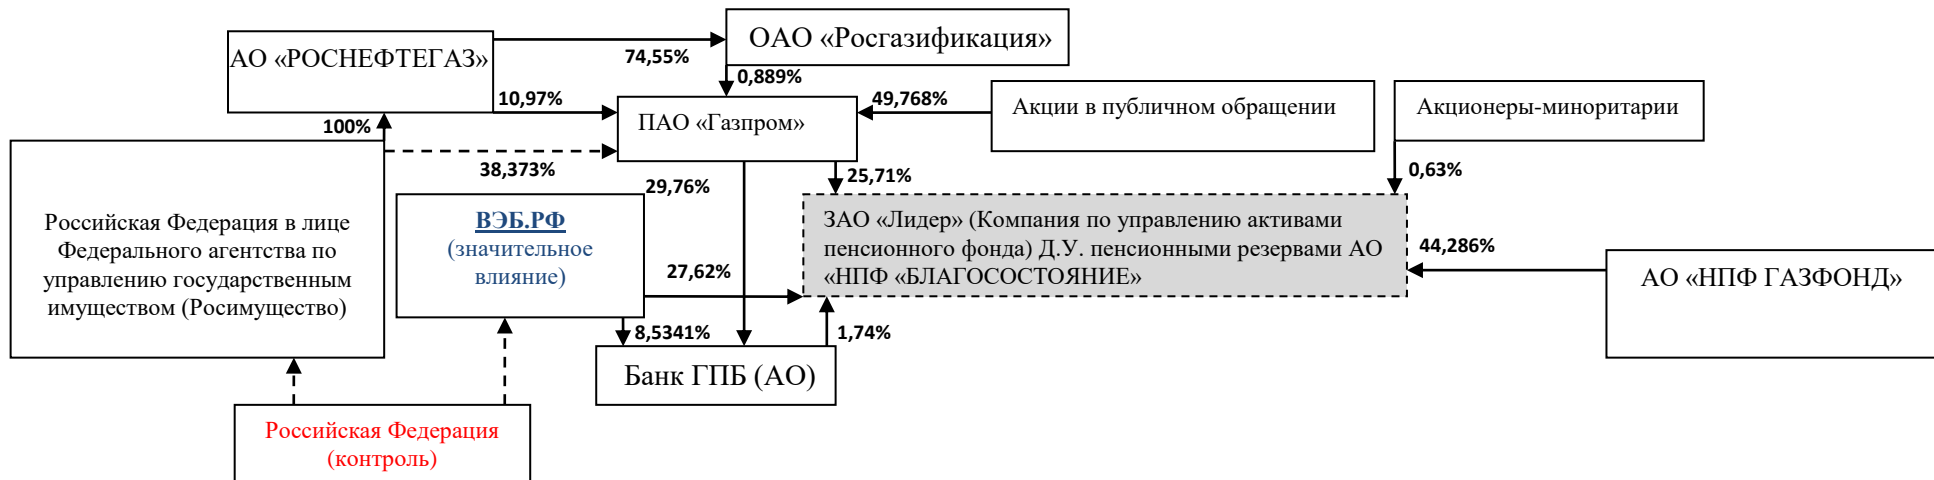 АО «РОСНЕФТЕГАЗ»
74,55%
ОАО «Росгазификация»
0,889%
10,97%
ПАО «Газпром»
49,768%
Акции в публичном обращении
Акционеры-миноритарии
100%
38,373%
29,76%
25,71%
0,63%
Российская Федерация в лице
Федерального агентства по
управлению государственным
имуществом (Росимущество)
ВЭБ.РФ
(значительное
влияние)
27,62%
ЗАО «Лидер» (Компания по управлению активами
пенсионного фонда) Д.У. пенсионными резервами АО
«НПФ «БЛАГОСОСТОЯНИЕ»
44,286%
АО «НПФ ГАЗФОНД»
8,5341%
1,74%
Банк ГПБ (АО)
Российская Федерация
(контроль)